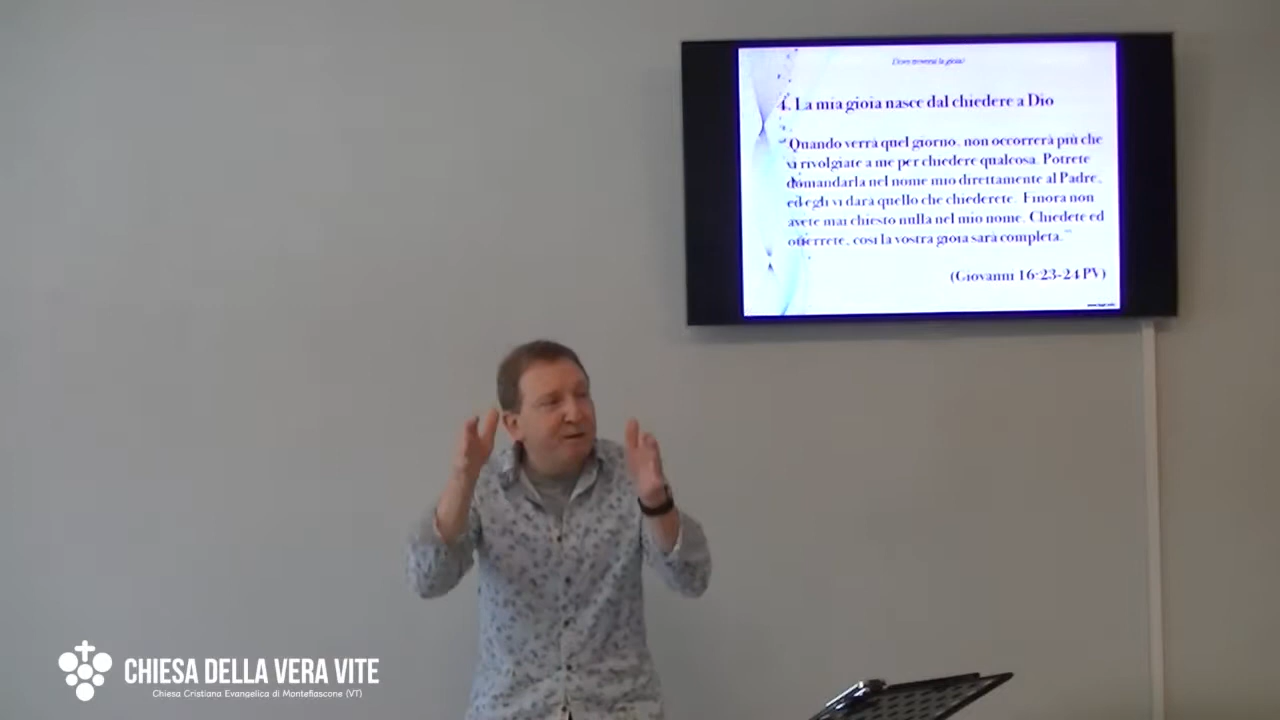 Dove troverai la gioia?
4. La mia gioia nasce dal chiedere a Dio
"Quando verrà quel giorno, non occorrerà più che
vi rivolgiate a me per chiedere qualcosa. Potrete
domandarla nel nome mio direttamente al Padre,
ed egli vi darà quello che chiederete. Finora non
avete mai chiesto nulla nel mio nome. Chiedete ed
otterrete, così la vostra gioia sarà completa."
(Giovanni 16:23-24 PV)
CHIESA DELLA VERA VITE
Chiesa Cristiana Evangelica di Montefiascone (VT)